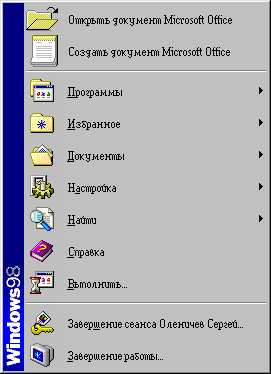 Открыть документ Microsoft Office
Создать документ Microsoft Office
Программы
Избранное
Документы
Настройка
Найти
Справка
Выполнить...
Завершение сеанса Оленичев Сергей...
Завершение работы...
Windows98